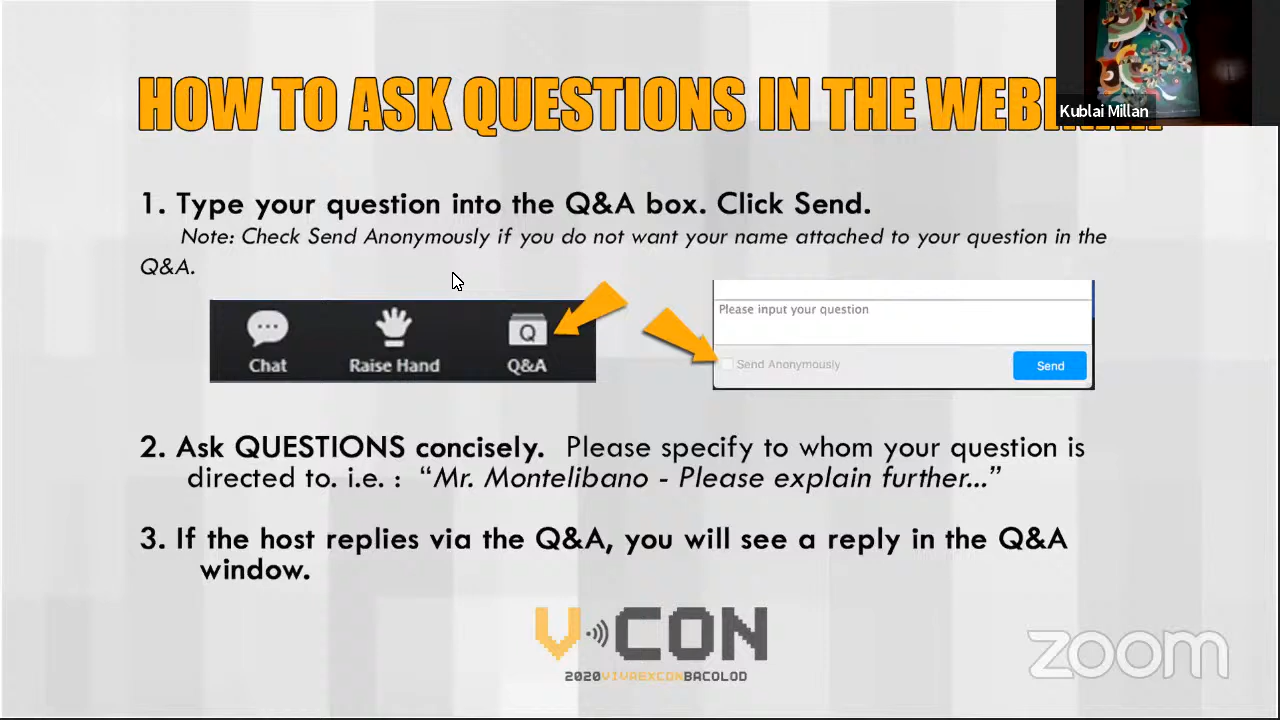 HOW TO ASK QUESTIONS IN THE WEBINAR
Kublai Millan
1. Type your question into the Q&A box. Click Send.
Note: Check Send Anonymously if you do not want your name attached to your question in the
Q&A.
Chat
Raise Hand
Q
Q&A
Please input your question
Send Anonymously
Send
2. Ask QUESTIONS concisely. Please specify to whom your question is
directed to. i.e. : “Mr. Montelibano - Please explain further...”
3. If the host replies via the Q&A, you will see a reply in the Q&A
window.
V CON
2020VIVAEXCONBACOLOD
zoom